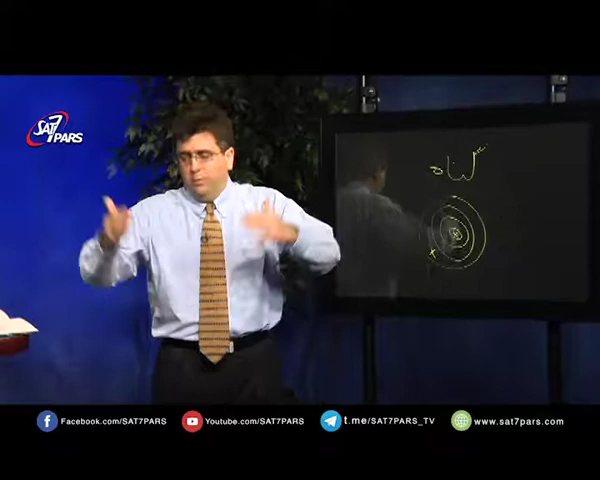 SAT7 PARS
گناه
Facebook.com/SAT7PARS
Youtube.com/SAT7PARS
t.me/SAT7PARS_TV
www.sat7pars.com